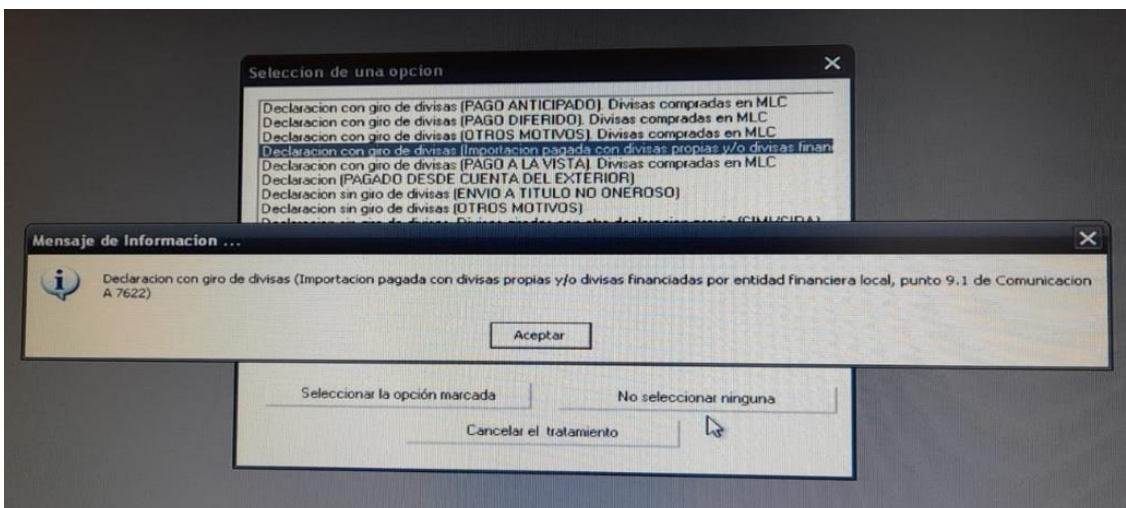 Seleccion de una opcion
Declaracion con giro de divisas (PAGO ANTICIPADO). Divisas compradas en MLC
Declaracion con giro de divisas (PAGO DIFERIDO). Divisas compradas en MLC
Declaracion con giro de divisas (OTROS MOTIVOS). Divisas compradas en MLC
Declaracion con giro de divisas (Importacion pagada con divisas propias y/o divisas finan
Declaracion con giro de divisas (PAGO A LA VISTA). Divisas compradas en MLC
Declaracion (PAGADO DESDE CUENTA DEL EXTERIOR)
Declaracion sin giro de divisas (ENVIO A TITULO NO ONEROSO)
Declaracion sin giro de divisas (OTROS MOTIVOS)
Mensaje de Informacion ...
Declaracion con giro de divisas (Importacion pagada con divisas propias y/o divisas financiadas por entidad financiera local, punto 9.1 de Comunicacion
A 7622)
Aceptar
Seleccionar la opción marcada
No seleccionar ninguna
Cancelar el tratamiento